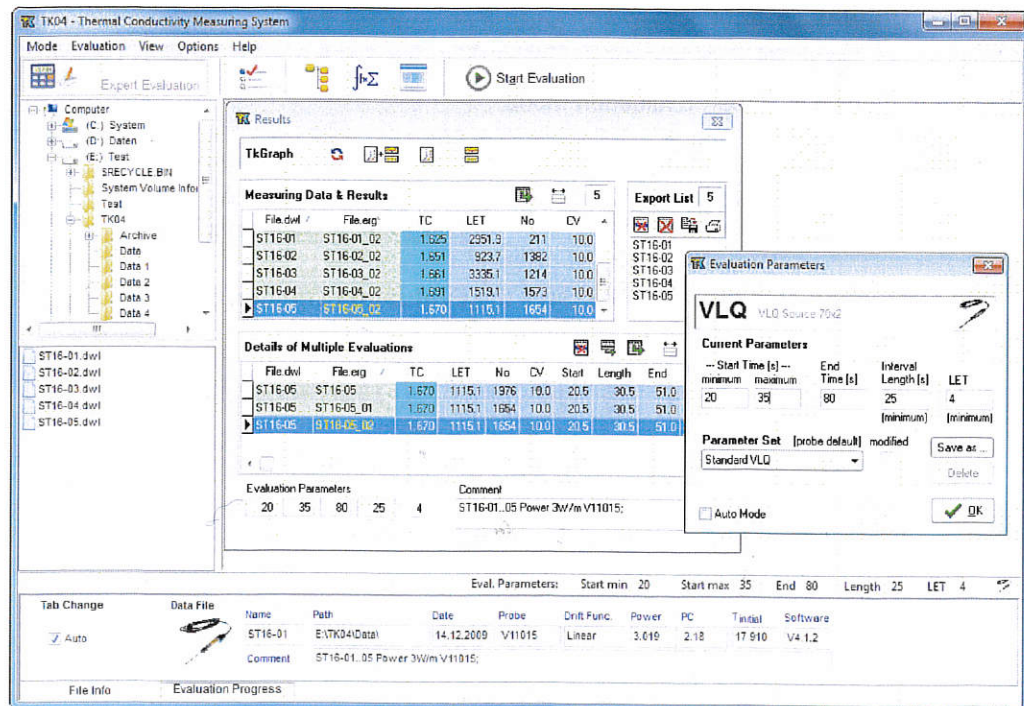 TK04 - Thermal Conductivity Measuring System
Mode Evaluation View Options Help
Expert Evaluation
Start Evaluation
Computer
(C:) System
(D:) Daten
(E:) Test
SRECYCLE.BIN
System Volume Infor
Test
TK04
Archive
Data
Data 1
Data 2
Data 3
Data 4
ST16-01.dwl
ST16-02.dwl
ST16-03.dwl
ST16-04.dwl
ST16-05.dwl
Results
TkGraph
Measuring Data & Results 5
File.dwl File.erg TC LET No CV
ST16-01 ST16-01_02 1.625 2951.9 211 10.0
ST16-02 ST16-02_02 1.651 923.7 1382 10.0
ST16-03 ST16-03_02 1.661 3335.1 1214 10.0
ST16-04 ST16-04_02 1.691 1519.1 1573 10.0
ST16-05 ST16-05_02 1.670 1115.1 1654 10.0
Export List 5
ST16-01
ST16-02
ST16-03
ST16-04
ST16-05
Details of Multiple Evaluations
File.dwl File.erg TC LET No CV Start Length End
ST16-05 ST16-05 1.670 1115.1 1976 10.0 20.5 30.5 51.0
ST16-05 ST16-05_01 1.670 1115.1 1654 10.0 20.5 30.5 51.0
ST16-05 ST16-05_02 1.670 1115.1 1654 10.0 20.5 30.5 51.0
Evaluation Parameters Comment
20 35 80 25 4 ST16-01..05 Power 3W/m V11015;
Evaluation Parameters
VLQ VLQ Source 70x2
Current Parameters
--- Start Time [s] --- End Interval
minimum maximum Time [s] Length [s] LET
20 35 80 25 4
[minimum] [minimum]
Parameter Set [probe default] modified
Standard VLQ
Save as ...
Delete
Auto Mode
OK
Eval. Parameters: Start min 20 Start max 35 End 80 Length 25 LET 4
Tab Change Data File
Auto
Name Path Date Probe Drift Func. Power PC Tinitial Software
ST16-01 E:\TK04\Data\ 14.12.2009 V11015 Linear 3.019 2.18 17.910 V4.1.2
Comment ST16-01..05 Power 3W/m V11015;
File Info Evaluation Progress